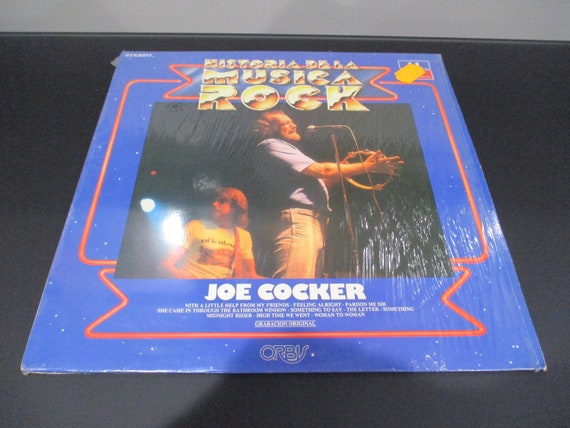 STEREO
HISTORIA DE LA
MUSICA
ROCK
JOE COCKER
WITH A LITTLE HELP FROM MY FRIENDS - FEELING ALRIGHT - PARDON ME SIR
SHE CAME IN THROUGH THE BATHROOM WINDOW - SOMETHING TO SAY - THE LETTER - SOMETHING
MIDNIGHT RIDER - HIGH TIME WE WENT - WOMAN TO WOMAN
GRABACION ORIGINAL
ORBIS